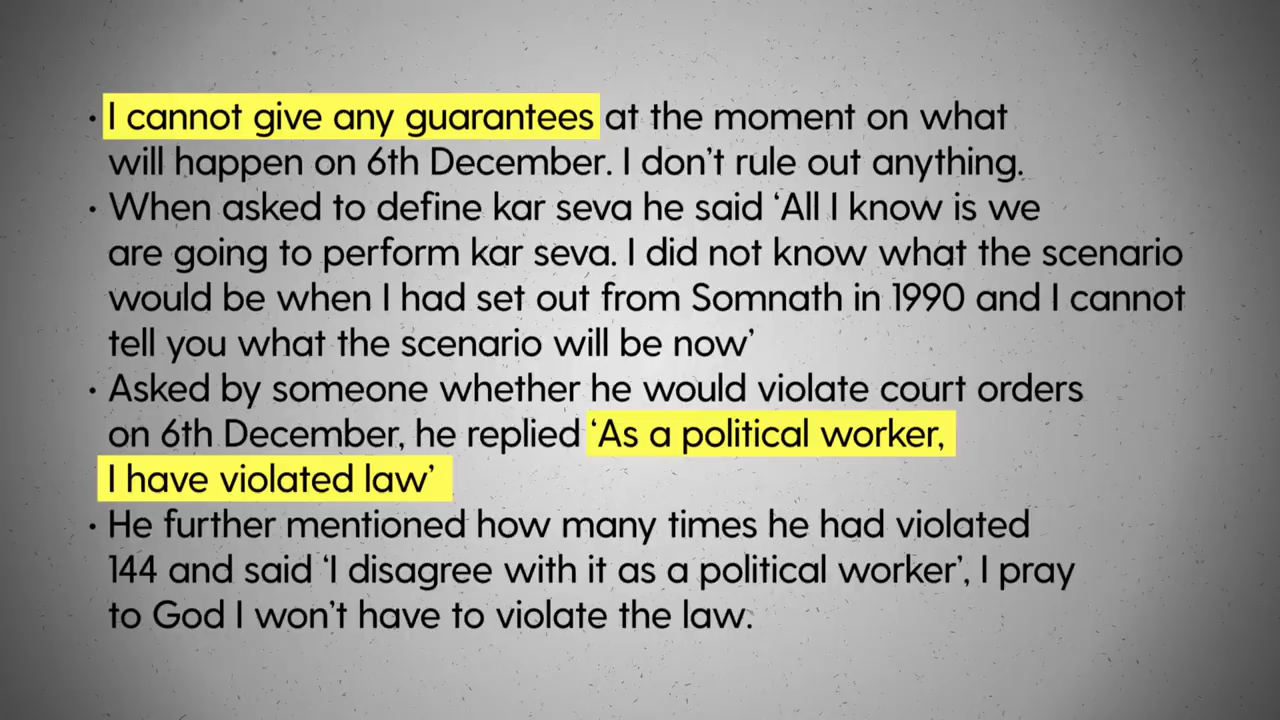 · I cannot give any guarantees at the moment on what
will happen on 6th December. I don’t rule out anything.
· When asked to define kar seva he said ‘All I know is we
are going to perform kar seva. I did not know what the scenario
would be when I had set out from Somnath in 1990 and I cannot
tell you what the scenario will be now’
· Asked by someone whether he would violate court orders
on 6th December, he replied ‘As a political worker,
I have violated law’
· He further mentioned how many times he had violated
144 and said ‘I disagree with it as a political worker’, I pray
to God I won’t have to violate the law.